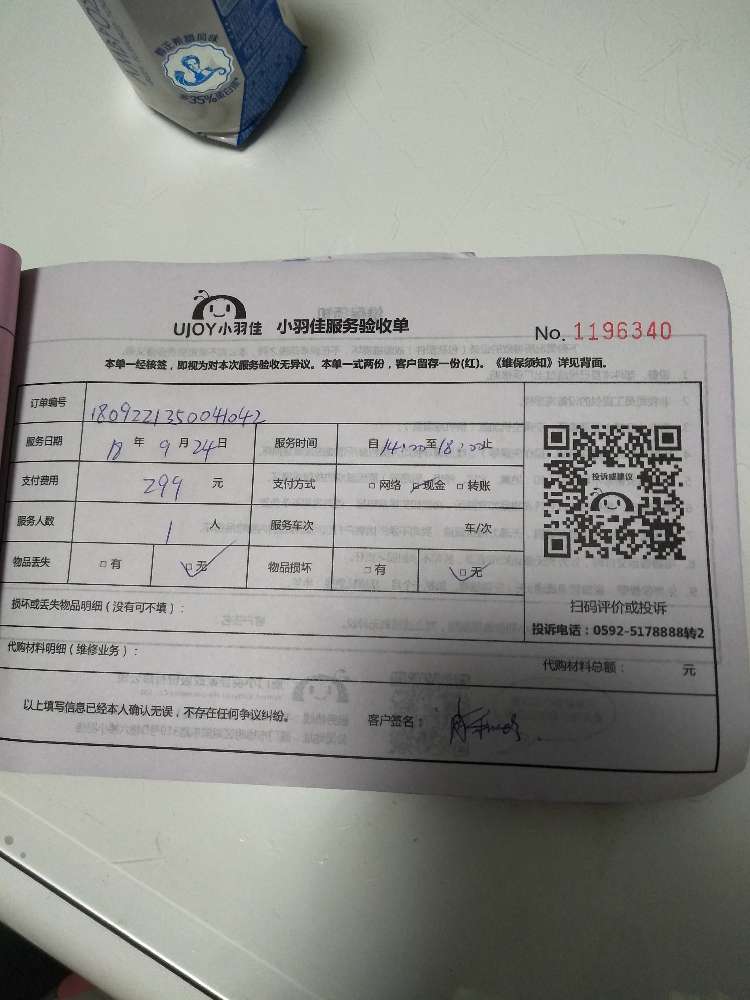 35%
UJOY小羽佳 小羽佳服务验收单
No. 1196340
本单一经核签，即视为对本次服务验收无异议。本单一式两份，客户留存一份(红)。《维保须知》详见背面。
订单编号 1809221350041042
服务日期 18 年 9 月 24 日 服务时间 自 14:00 至 18:00 止
支付费用 299 元 支付方式 □ 网络 □ 现金 □ 转账
服务人数 1 人 服务车次 车/次
物品丢失 □ 有 □ 无 物品损坏 □ 有 □ 无
投诉或建议
扫码评价或投诉
投诉电话：0592-5178888转2
损坏或丢失物品明细（没有可不填）：
代购材料明细（维修业务）： 代购材料总额： 元
以上填写信息已经本人确认无误，不存在任何争议纠纷。 客户签名：